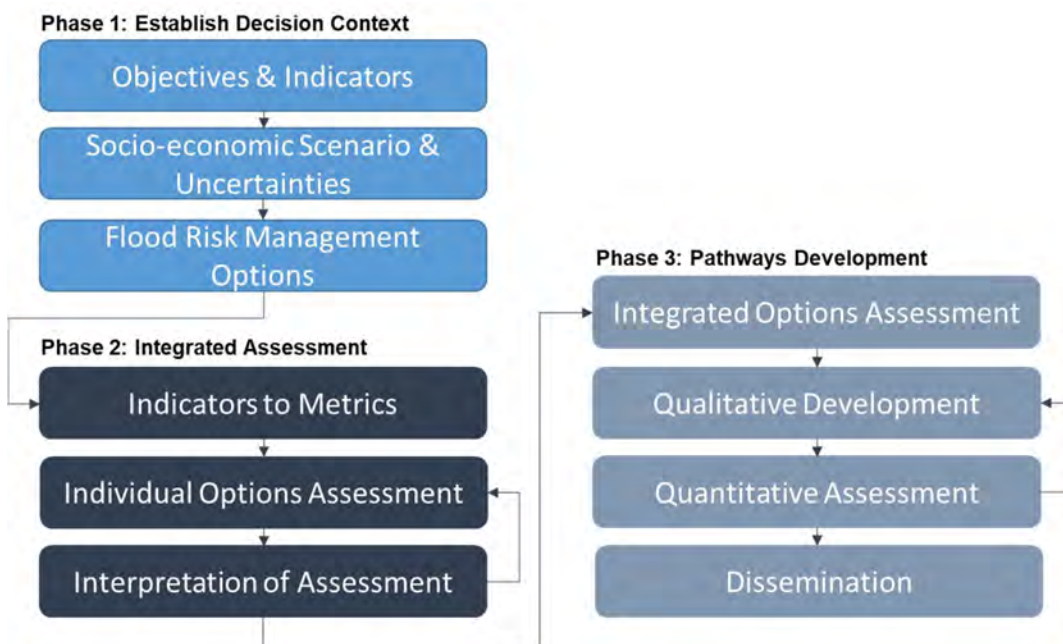 Phase 1: Establish Decision Context
Objectives & Indicators
Socio-economic Scenario &
Uncertainties
Flood Risk Management
Options
Phase 2: Integrated Assessment
Indicators to Metrics
Individual Options Assessment
Interpretation of Assessment
Phase 3: Pathways Development
Integrated Options Assessment
Qualitative Development
Quantitative Assessment
Dissemination